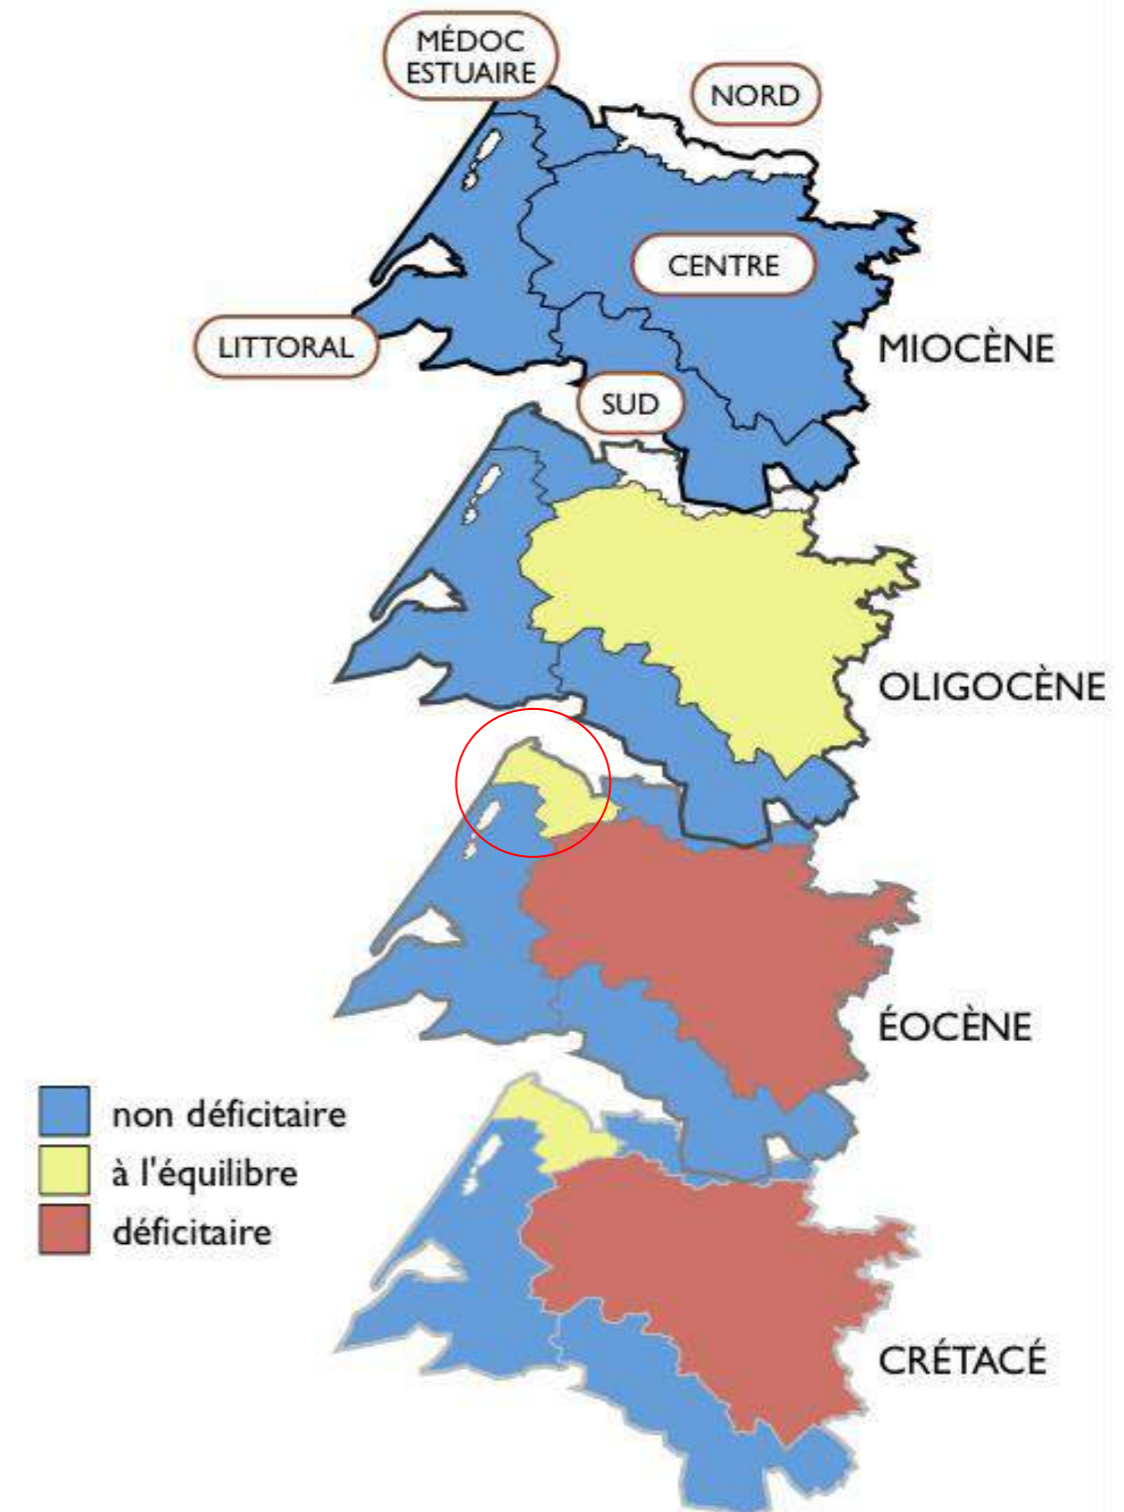 MÉDOC
ESTUAIRE
NORD
CENTRE
LITTORAL
MIOCÈNE
SUD
OLIGOCÈNE
ÉOCÈNE
non déficitaire
à l'équilibre
déficitaire
CRÉTACÉ